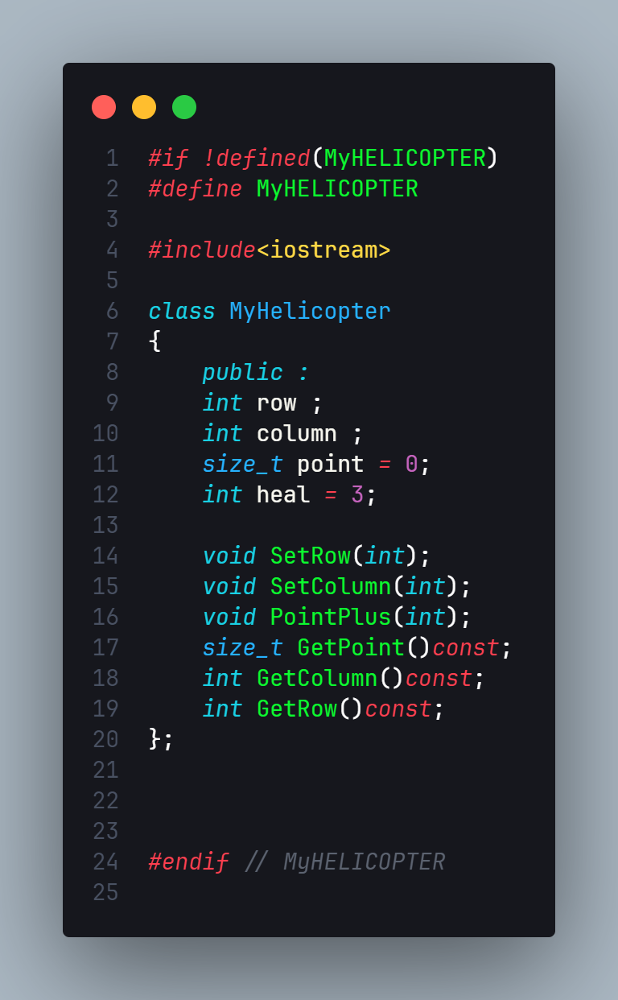 1 #if !defined(MyHELICOPTER)
2 #define MyHELICOPTER
3
4 #include<iostream>
5
6 class MyHelicopter
7 {
8     public :
9     int row ;
10     int column ;
11     size_t point = 0;
12     int heal = 3;
13
14     void SetRow(int);
15     void SetColumn(int);
16     void PointPlus(int);
17     size_t GetPoint()const;
18     int GetColumn()const;
19     int GetRow()const;
20 };
21
22
23
24 #endif // MyHELICOPTER
25